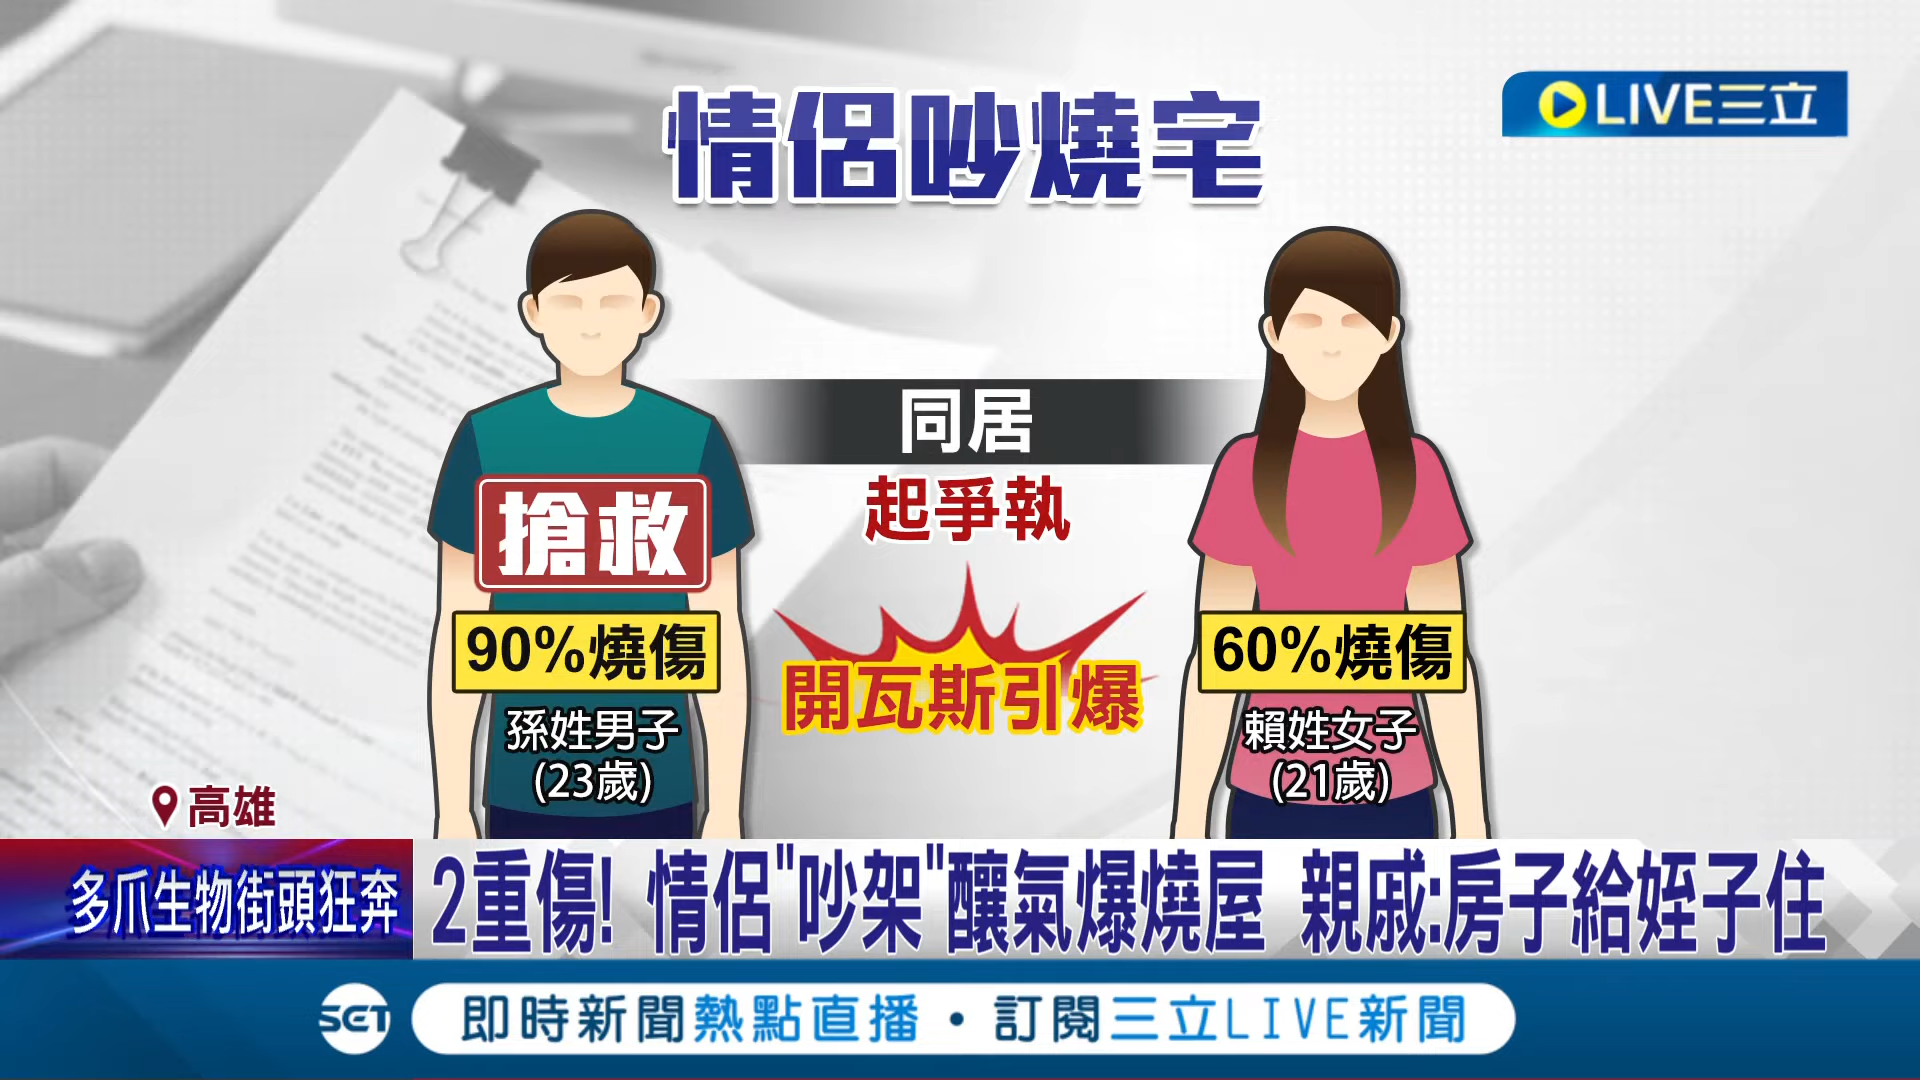 情侶吵燒宅
LIVE三立
同居
起爭執
搶救
開瓦斯引爆
90%燒傷
60%燒傷
孫姓男子
(23歲)
賴姓女子
(21歲)
高雄
多爪生物街頭狂奔
2重傷! 情侶"吵架"釀氣爆燒屋 親戚:房子給姪子住
SET
即時新聞熱點直播・訂閱三立LIVE新聞